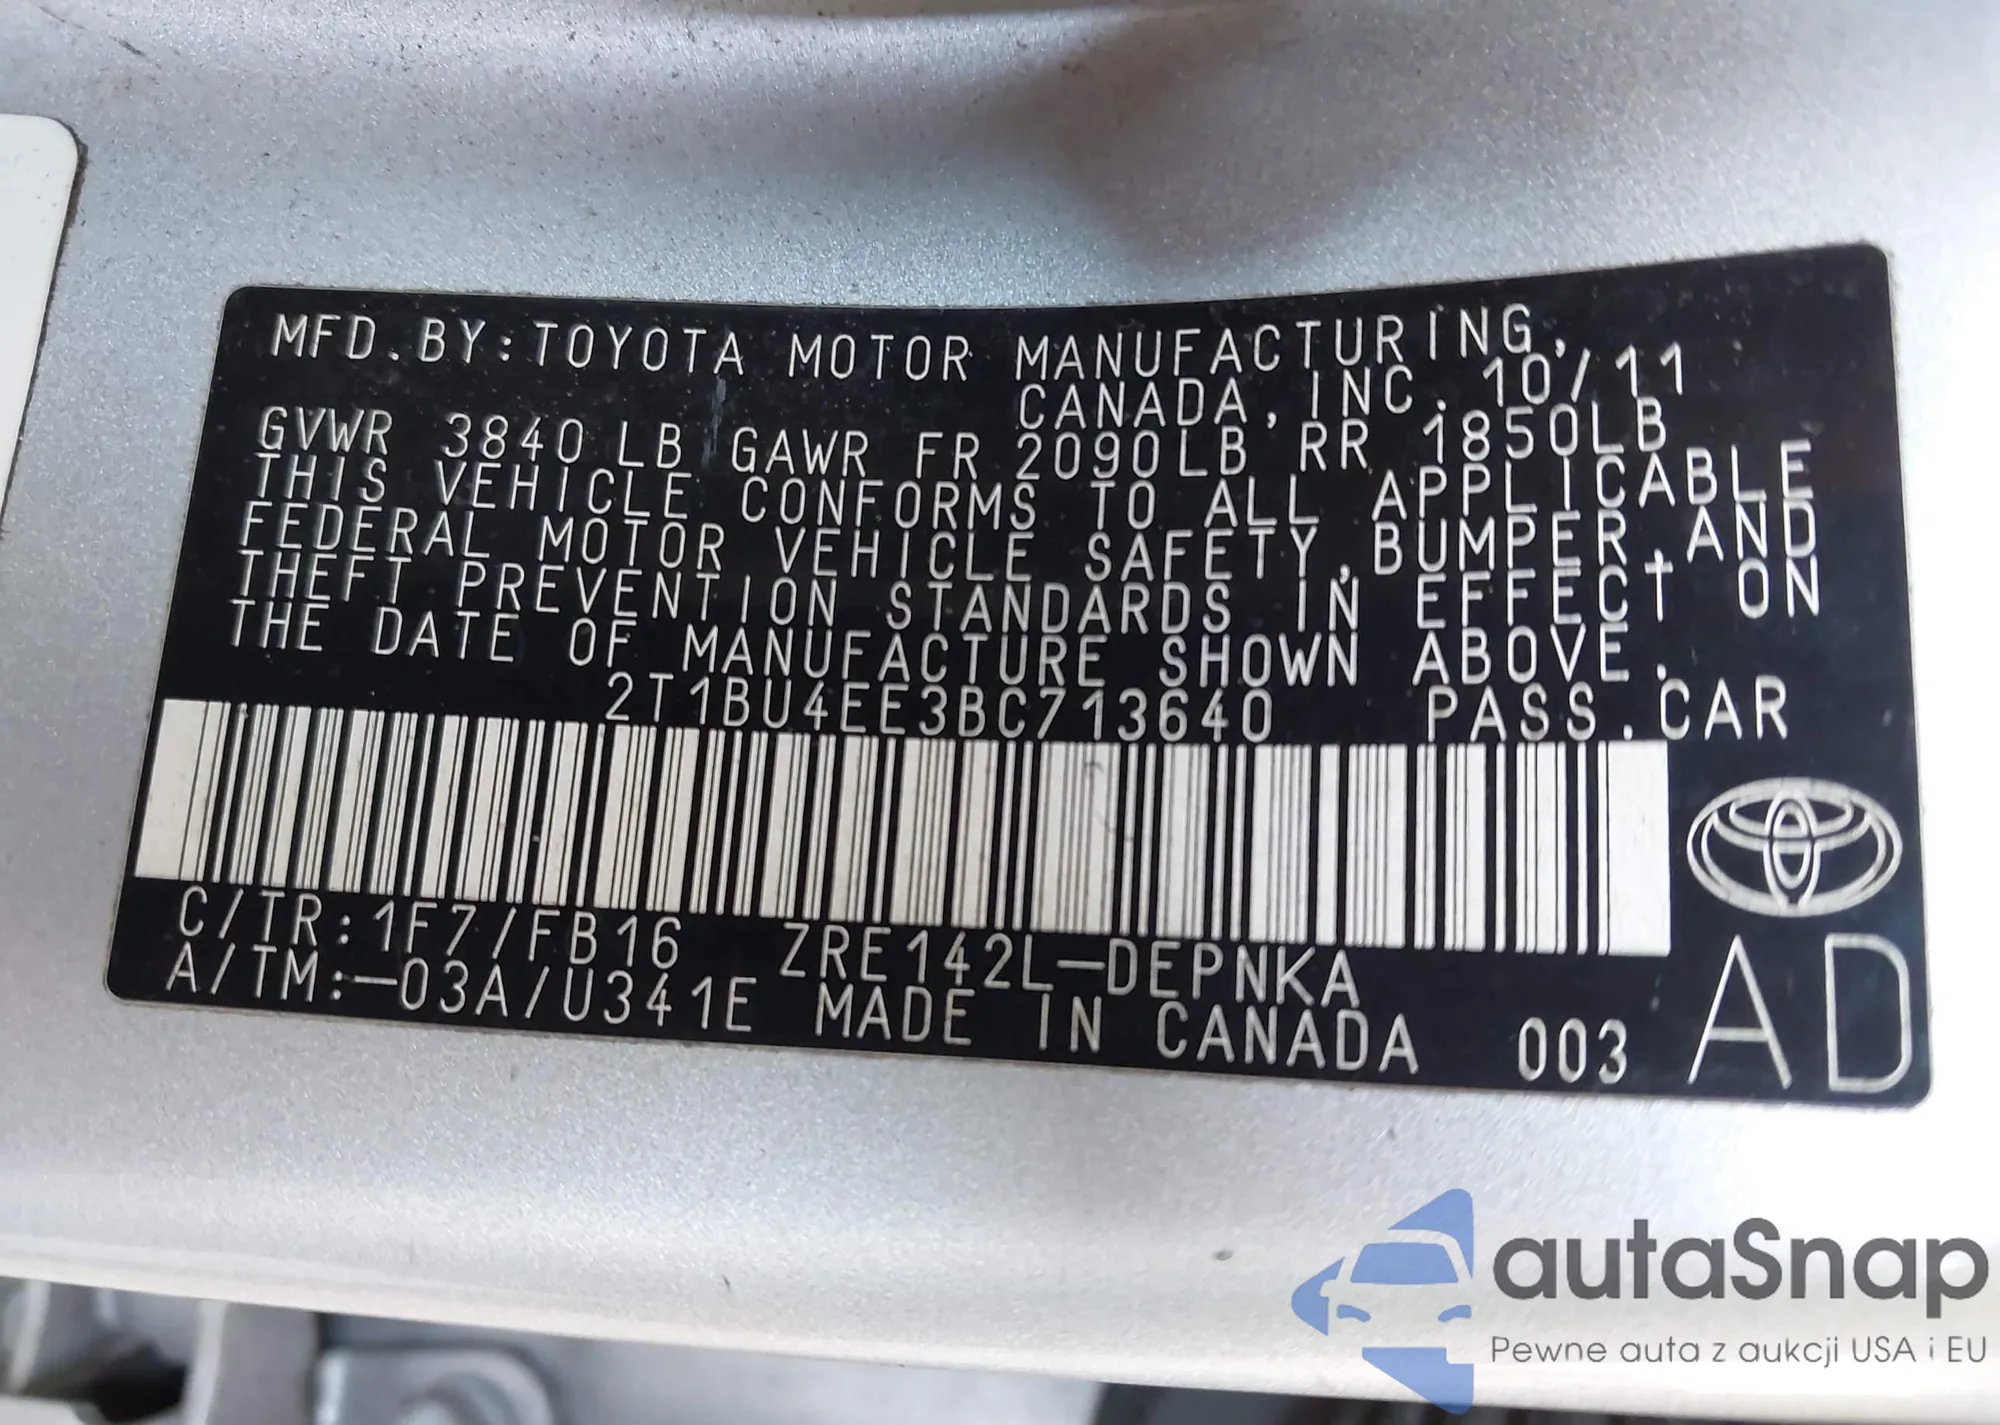 MFD.BY:TOYOTA MOTOR MANUFACTURING,
CANADA,INC. 10/11
GVWR 3840LB GAWR FR 2090LB RR 1850LB
THIS VEHICLE CONFORMS TO ALL APPLICABLE
FEDERAL MOTOR VEHICLE SAFETY,BUMPER,AND
THEFT PREVENTION STANDARDS IN EFFECT ON
THE DATE OF MANUFACTURE SHOWN ABOVE.
2T1BU4EE3BC713640 PASS.CAR
C/TR:1F7/FB16 ZRE142L-DEPNKA
A/TM:-03A/U341E MADE IN CANADA 003
AD
autaSnap
Pewne auta z aukcji USA i EU